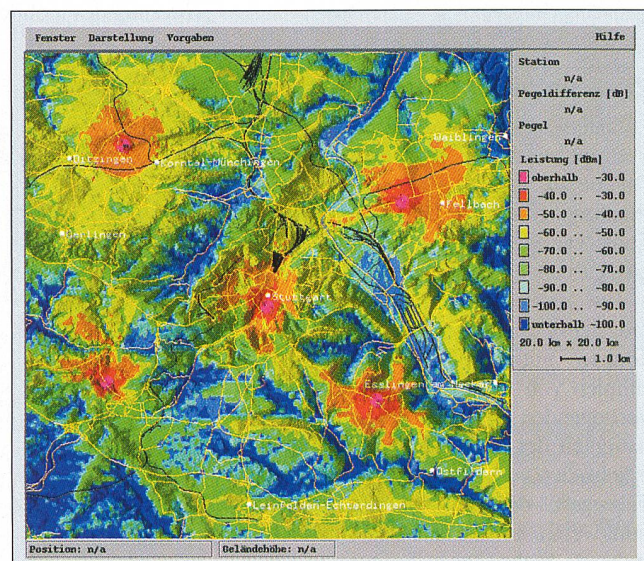 Fenster Darstellung Vorgaben Hilfe
Station
n/a
Pegeldifferenz [dB]
n/a
Pegel
n/a
Leistung [dBm]
oberhalb -30.0
-40.0 .. -30.0
-50.0 .. -40.0
-60.0 .. -50.0
-70.0 .. -60.0
-80.0 .. -70.0
-90.0 .. -80.0
-100.0 .. -90.0
unterhalb -100.0
20.0 km x 20.0 km
1.0 km
Waiblingen
Ditzingen
Korntal-Münchingen
Fellbach
Gerlingen
Stuttgart
Esslingen am Neckar
Ostfildern
Leinfelden-Echterdingen
Position: n/a
Geländehöhe: n/a